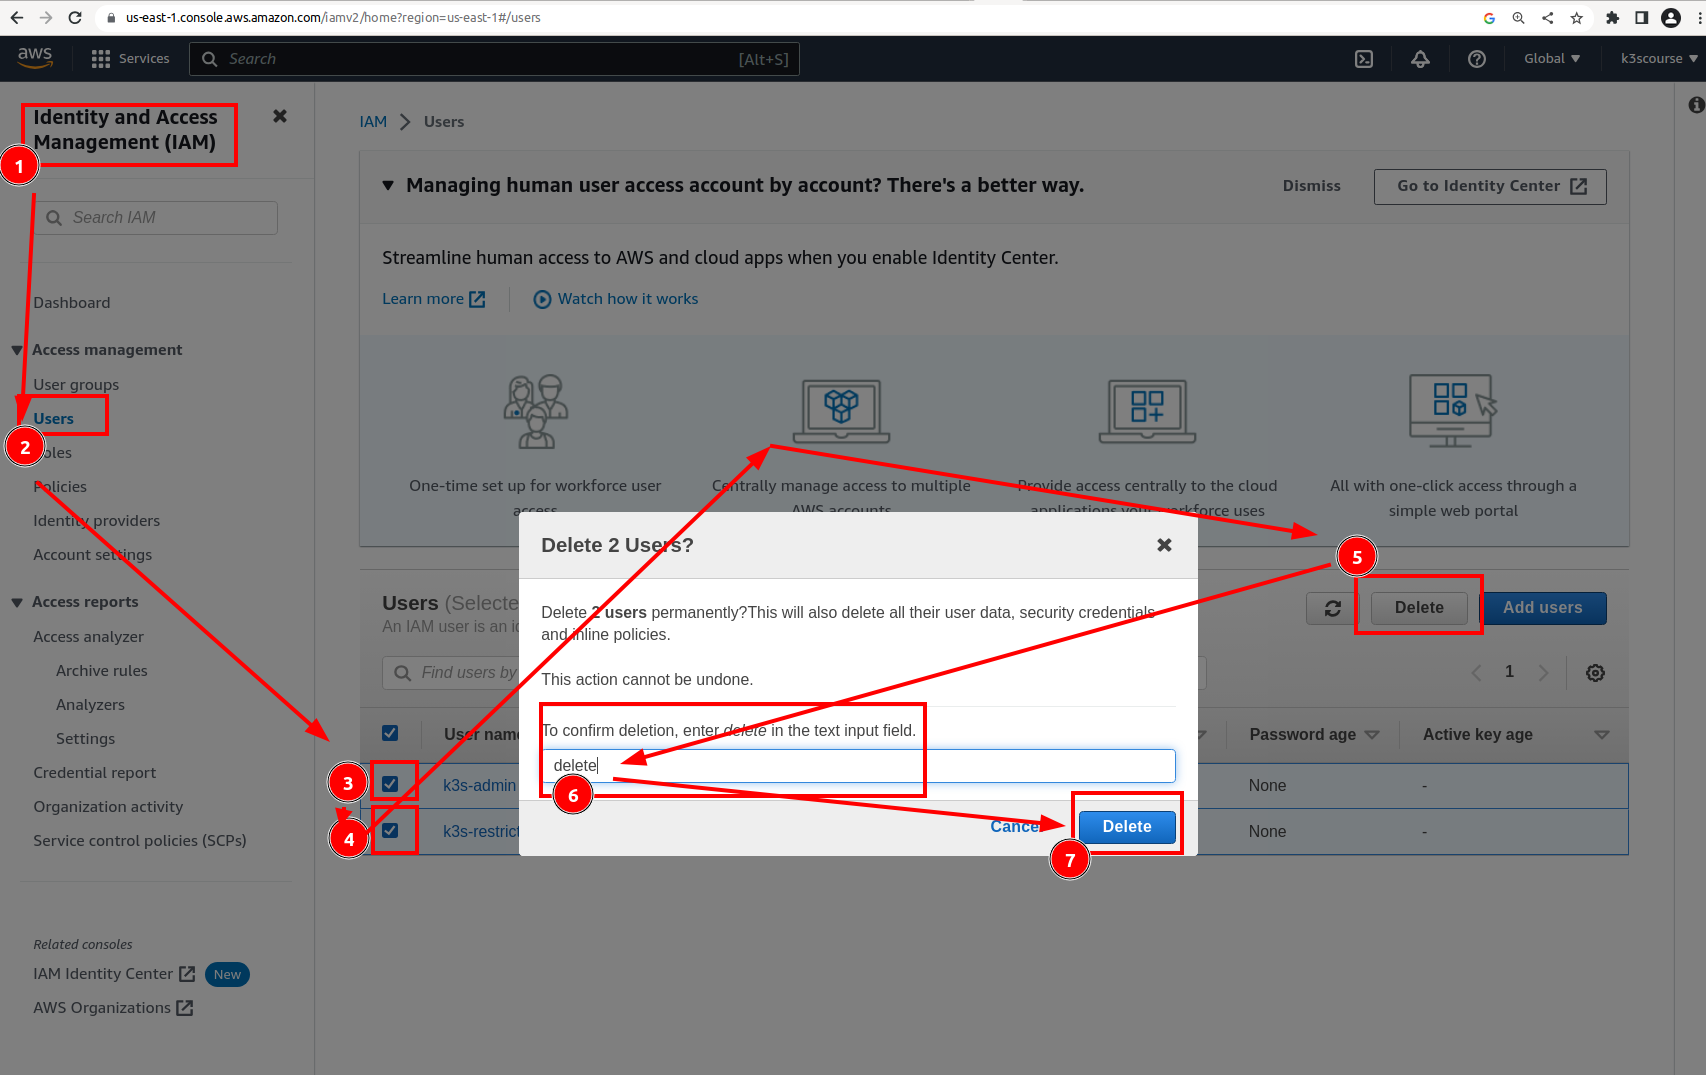 us-east-1.console.aws.amazon.com/iamv2/home?region=us-east-1#/users
aws
Services
Search
[Alt+S]
Global
k3scourse
Identity and Access
Management (IAM)
1
Search IAM
Dashboard
Access management
User groups
Users
2
oles
Policies
Identity providers
Account settings
Access reports
Access analyzer
Archive rules
Analyzers
Settings
Credential report
Organization activity
Service control policies (SCPs)
Related consoles
IAM Identity Center
New
AWS Organizations
IAM
Users
Managing human user access account by account? There's a better way.
Dismiss
Go to Identity Center
Streamline human access to AWS and cloud apps when you enable Identity Center.
Learn more
Watch how it works
One-time set up for workforce user
access
Centrally manage access to multiple
AWS accounts
Provide access centrally to the cloud
applications your workforce uses
All with one-click access through a
simple web portal
5
Users (Selecte
An IAM user is an i
Delete
Add users
Find users by
1
User name
Password age
Active key age
3
k3s-admin
None
-
4
k3s-restrict
None
-
Delete 2 Users?
Delete 2 users permanently?This will also delete all their user data, security credentials
and inline policies.
This action cannot be undone.
To confirm deletion, enter delete in the text input field.
delete
6
Cancel
Delete
7